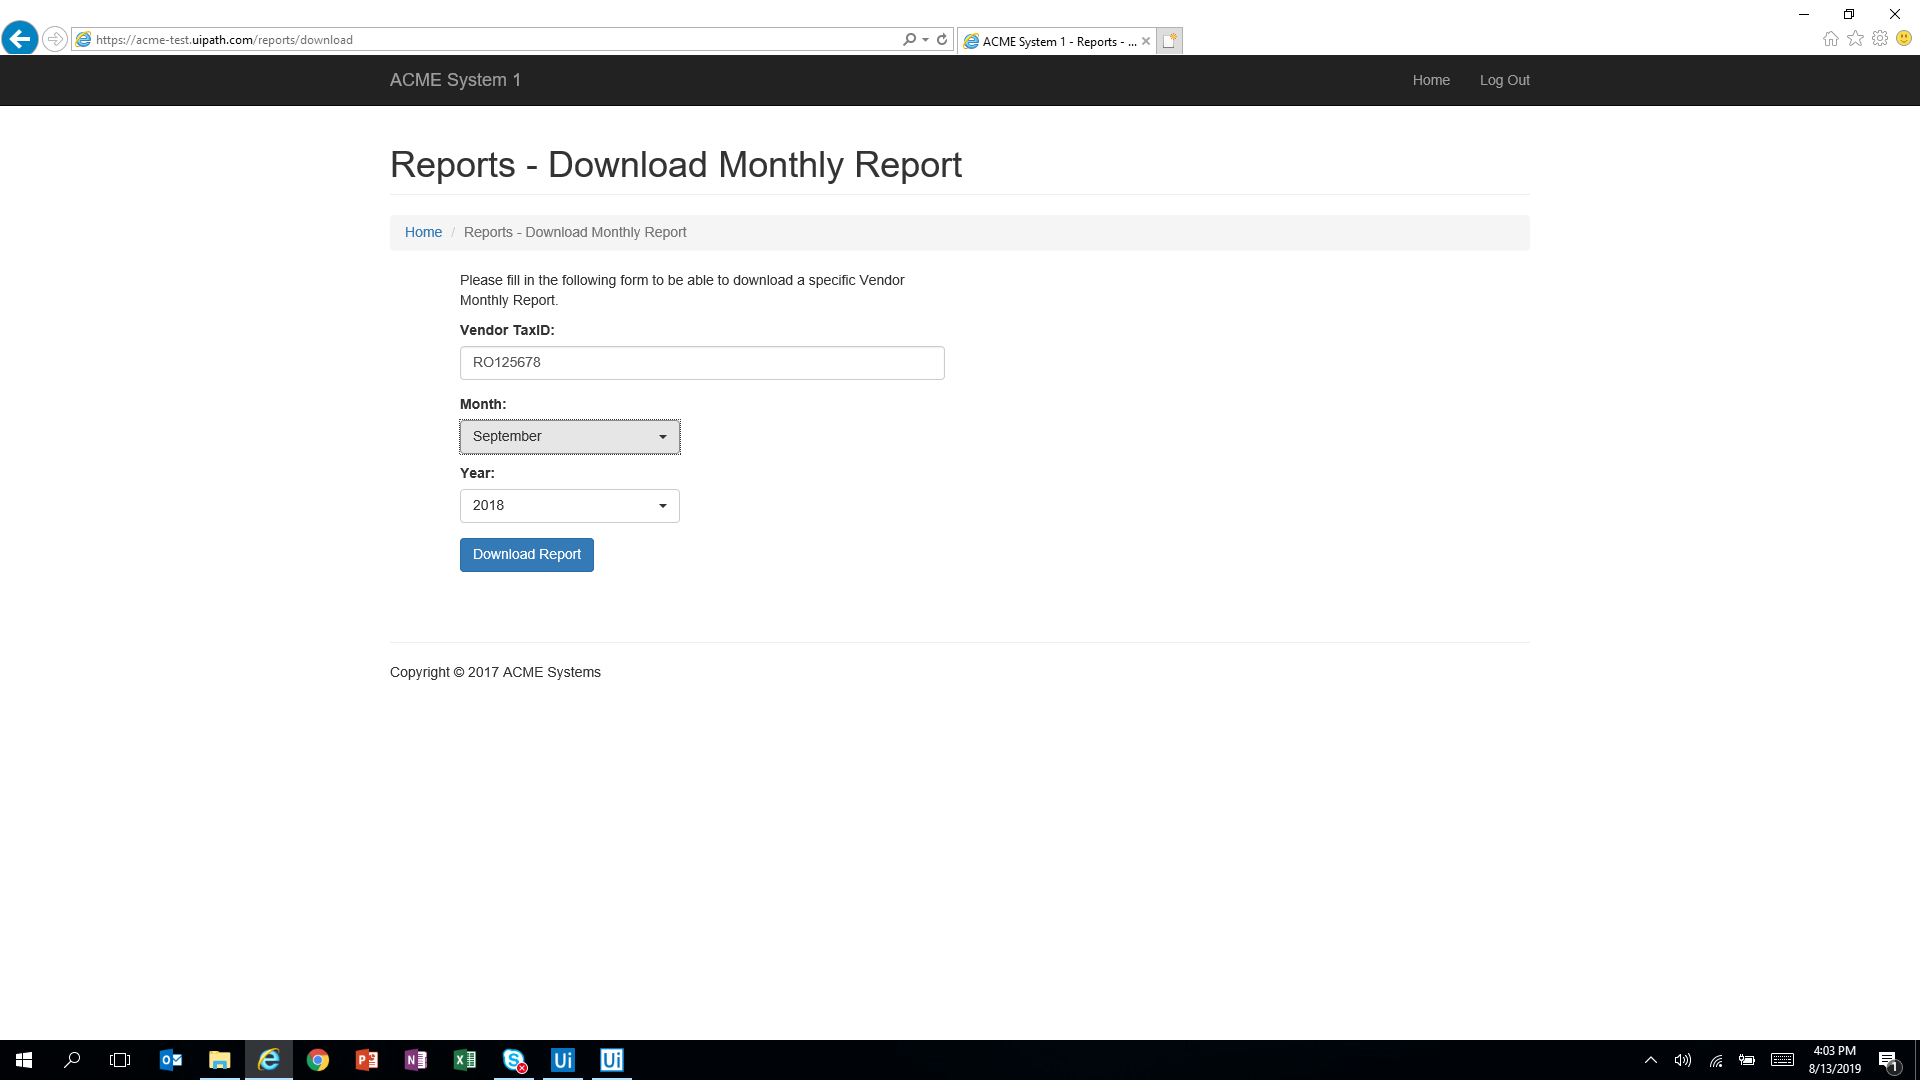 https://acme-test.uipath.com/reports/download
ACME System 1 - Reports - ...
ACME System 1
Home
Log Out
Reports - Download Monthly Report
Home / Reports - Download Monthly Report
Please fill in the following form to be able to download a specific Vendor
Monthly Report.
Vendor TaxID:
RO125678
Month:
September
Year:
2018
Download Report
Copyright © 2017 ACME Systems
Ui
Ui
4:03 PM
8/13/2019
1